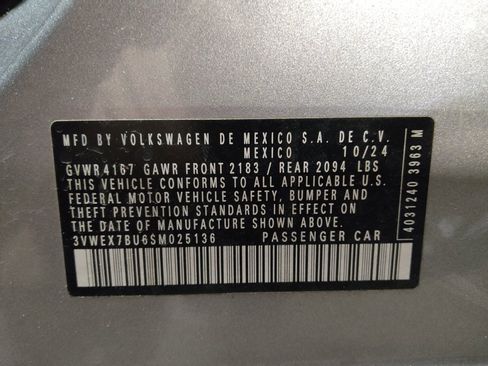 MFD BY VOLKSWAGEN DE MEXICO S.A. DE C.V.
MEXICO 10/24
GVWR4167 GAWR FRONT 2183 / REAR 2094 LBS
THIS VEHICLE CONFORMS TO ALL APPLICABLE U.S.
FEDERAL MOTOR VEHICLE SAFETY, BUMPER AND
THEFT PREVENTION STANDARDS IN EFFECT ON
THE DATE OF MANUFACTURE SHOWN ABOVE.
3VWEX7BU6SM025136 PASSENGER CAR
4031240 3963 M